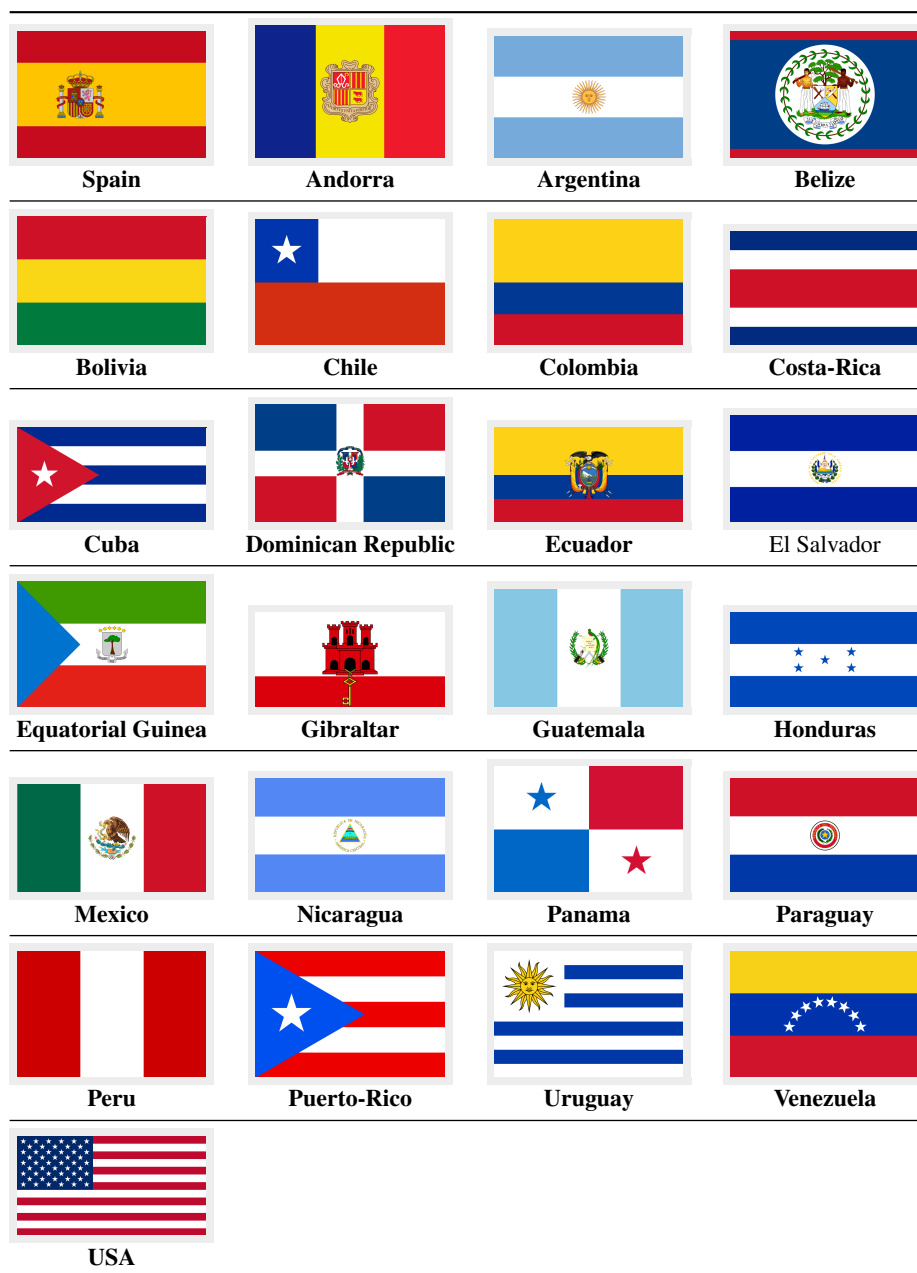 Spain Andorra Argentina Belize
Bolivia Chile Colombia Costa-Rica
Cuba Dominican Republic Ecuador El Salvador
Equatorial Guinea Gibraltar Guatemala Honduras
Mexico Nicaragua Panama Paraguay
Peru Puerto-Rico Uruguay Venezuela
USA